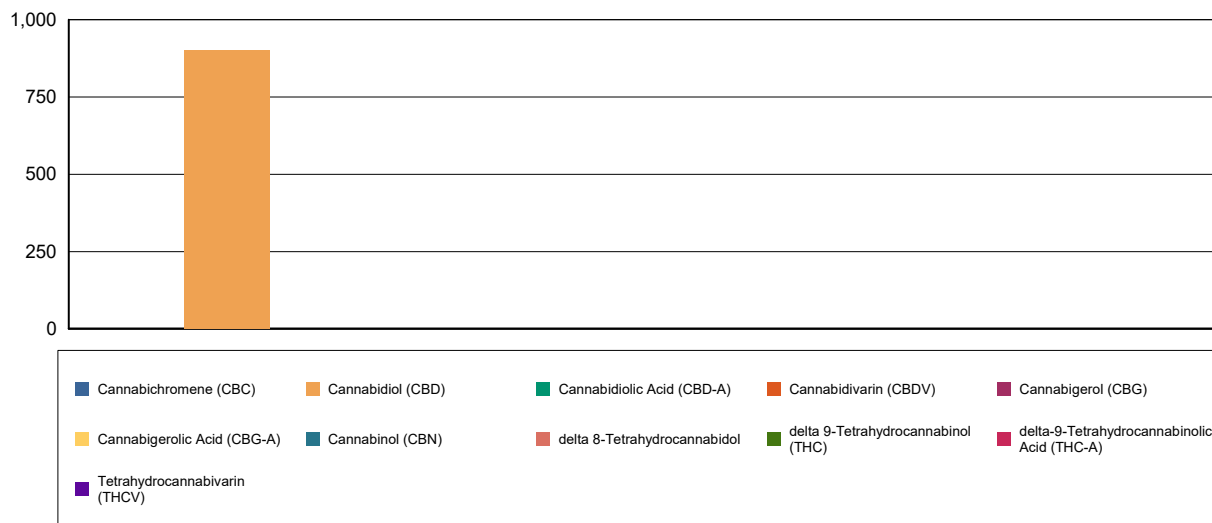 1,000
750
500
250
0
Cannabichromene (CBC)
Cannabidiol (CBD)
Cannabidiolic Acid (CBD-A)
Cannabidivarin (CBDV)
Cannabigerol (CBG)
Cannabigerolic Acid (CBG-A)
Cannabinol (CBN)
delta 8-Tetrahydrocannabidol
delta 9-Tetrahydrocannabinol
(THC)
delta-9-Tetrahydrocannabinolic
Acid (THC-A)
Tetrahydrocannabivarin
(THCV)